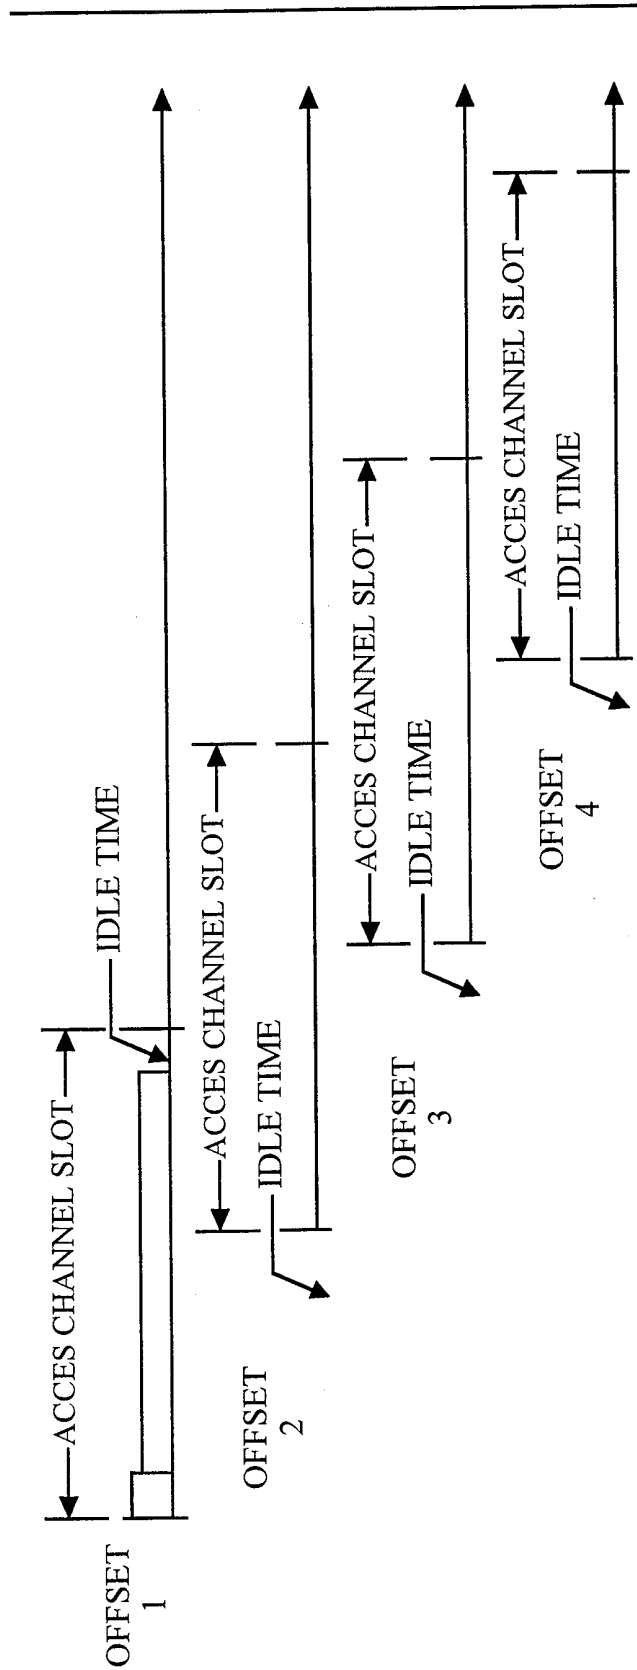 ACCES CHANNEL SLOT
IDLE TIME
OFFSET
1
ACCES CHANNEL SLOT
IDLE TIME
OFFSET
2
ACCES CHANNEL SLOT
IDLE TIME
OFFSET
3
ACCES CHANNEL SLOT
IDLE TIME
OFFSET
4